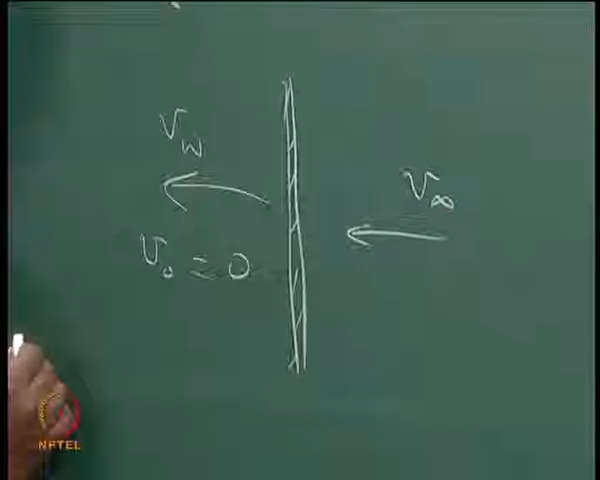 V_w
V_∞
V_0 = 0
NPTEL